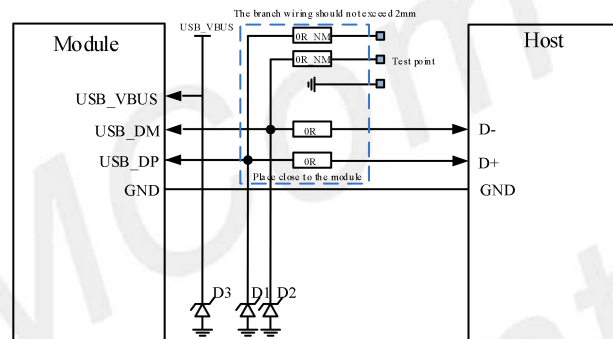 The branch wiring should not exceed 2mm
USB_VBUS
Module
Host
0R_NM
0R_NM
Test point
USB_VBUS
USB_DM
0R
D-
USB_DP
0R
D+
Place close to the module
GND
GND
D3
D1
D2